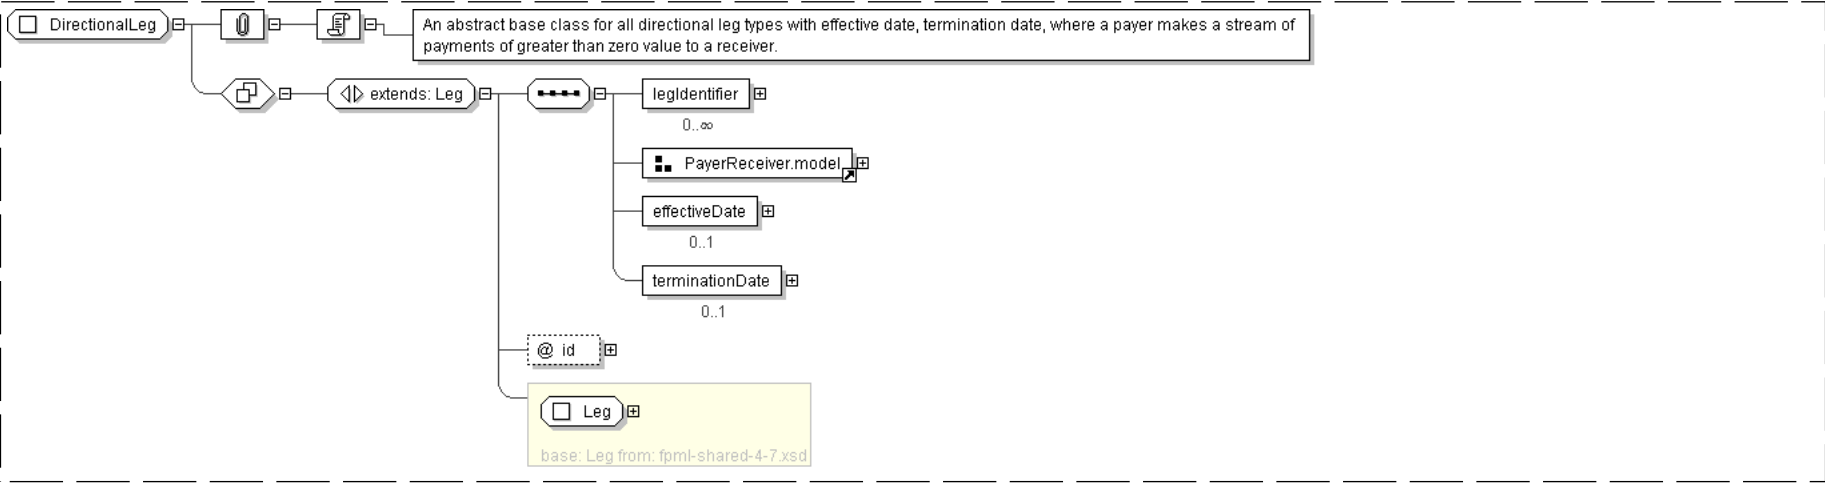 DirectionalLeg
An abstract base class for all directional leg types with effective date, termination date, where a payer makes a stream of
payments of greater than zero value to a receiver.
extends: Leg
legIdentifier
0..∞
PayerReceiver.model
effectiveDate
0..1
terminationDate
0..1
@ id
Leg
base: Leg from: fpml-shared-4-7.xsd